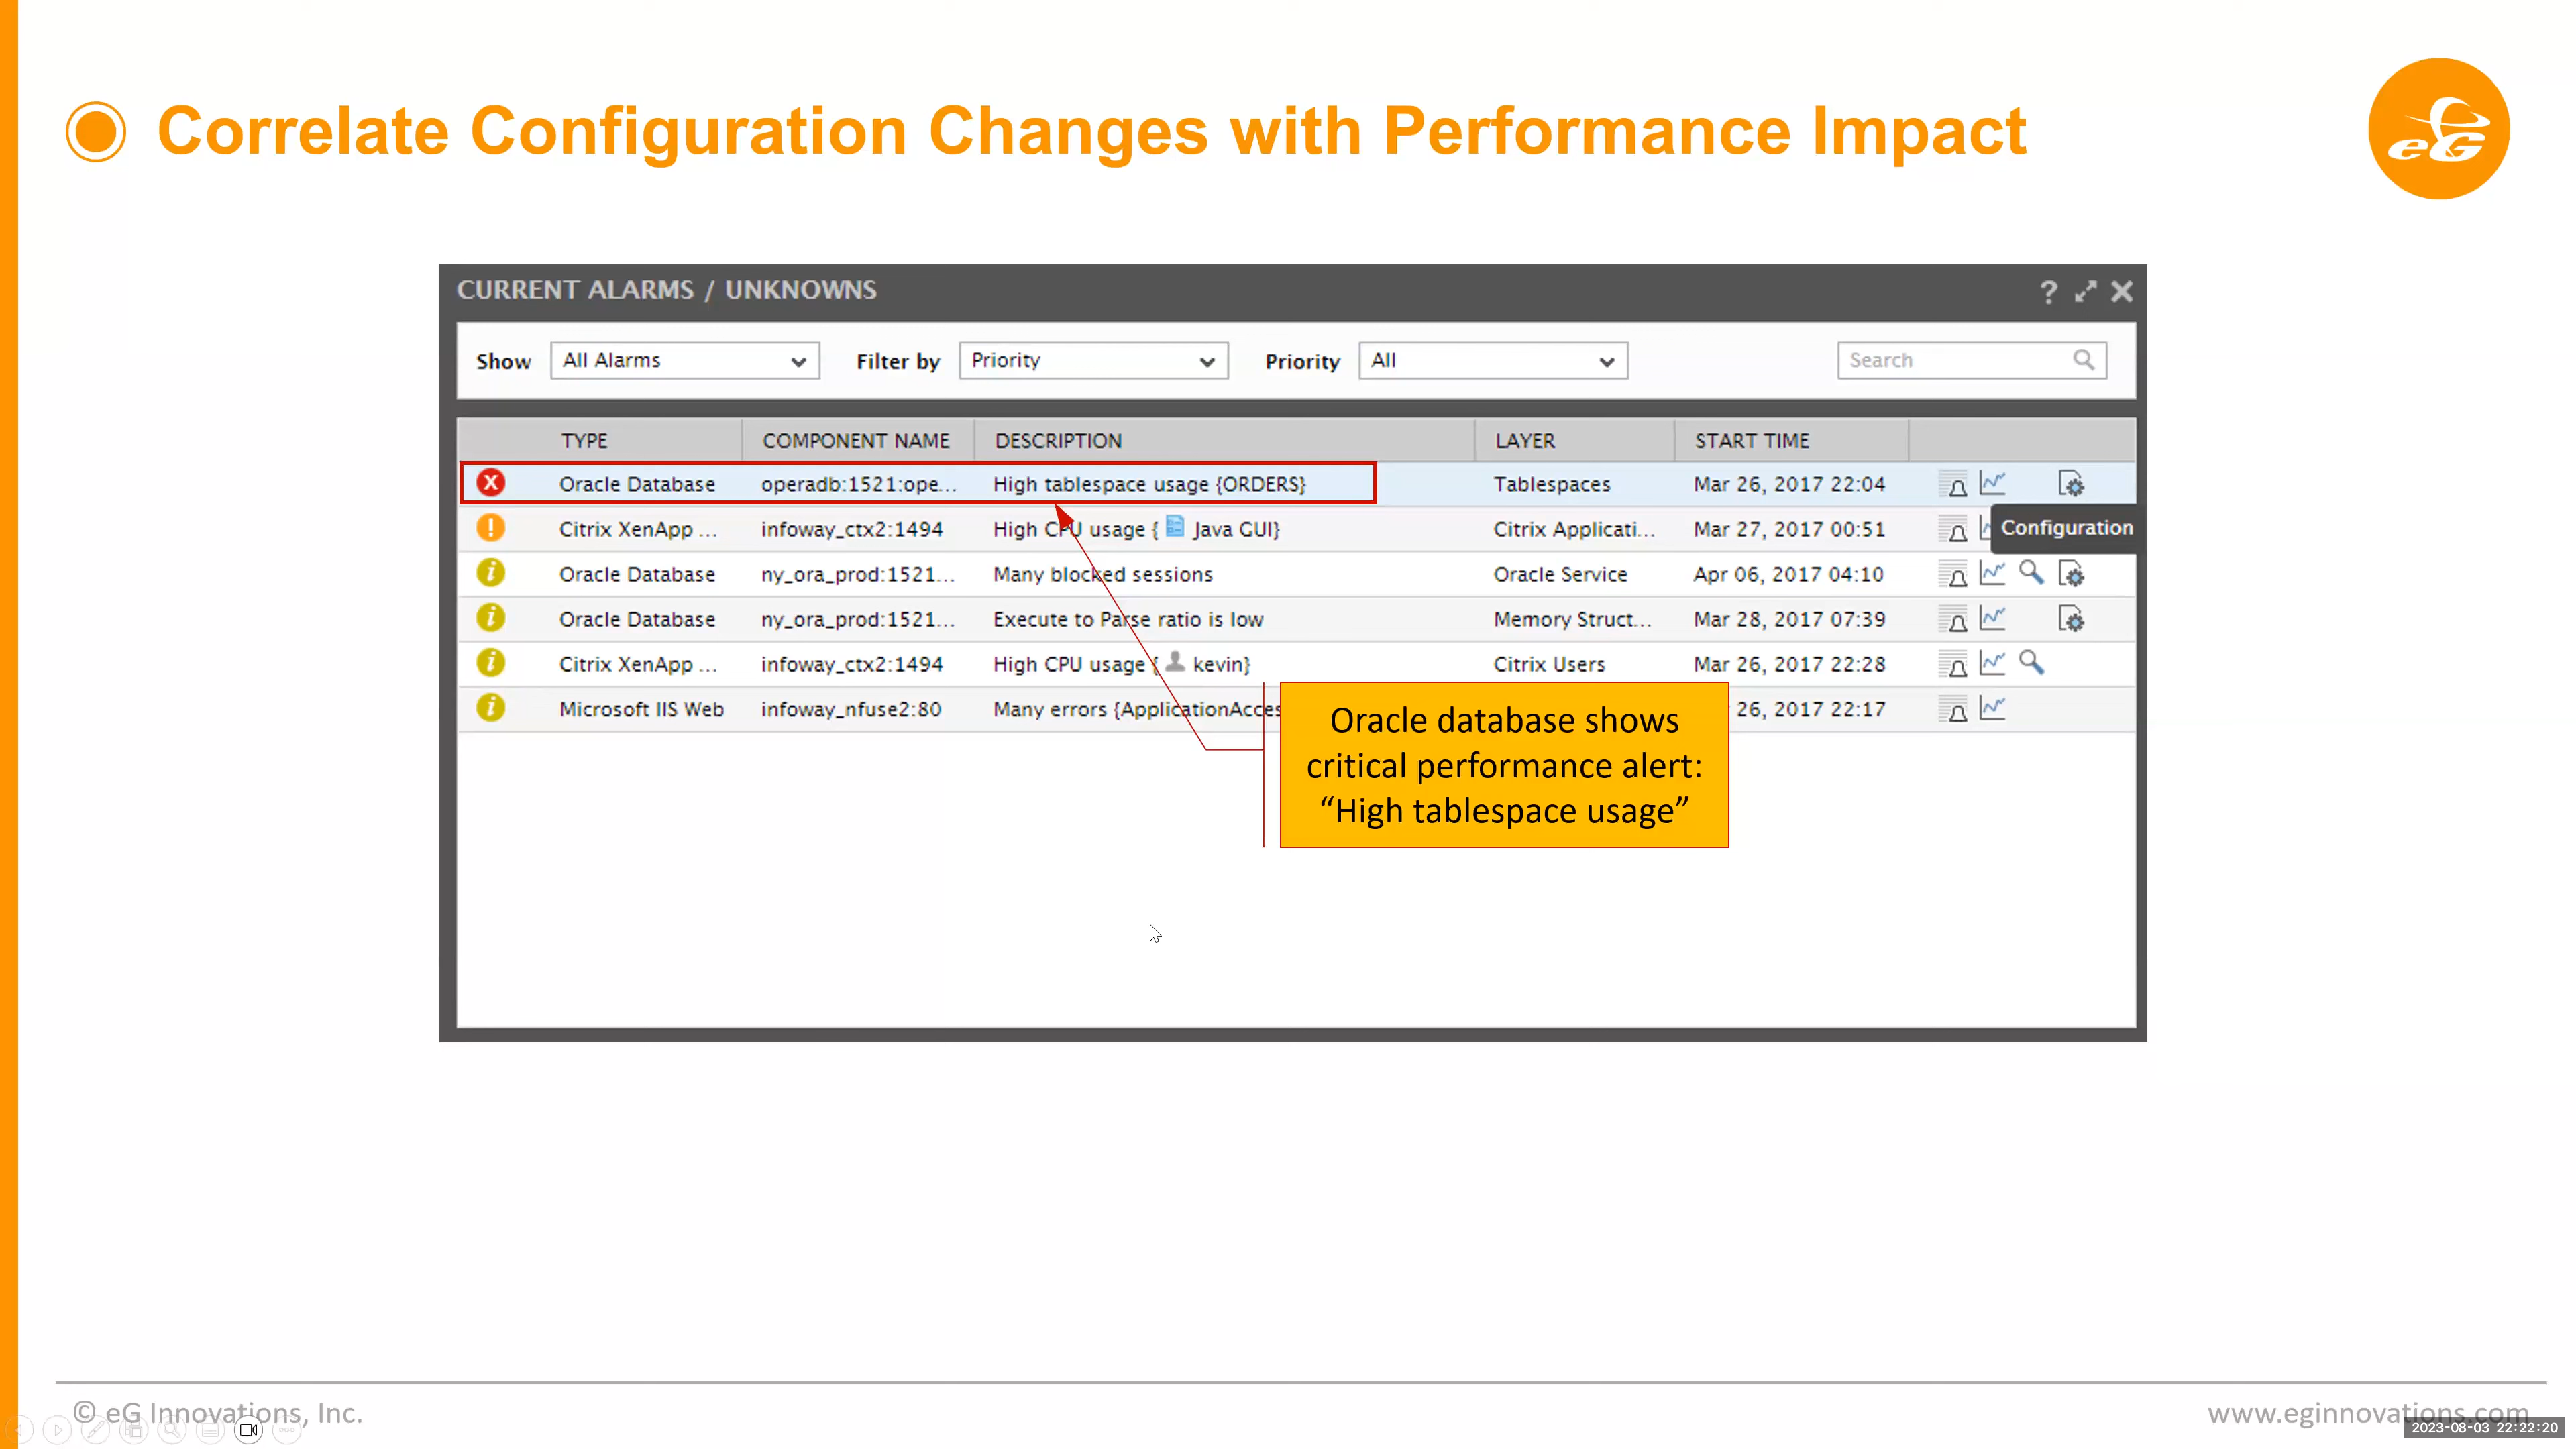 Correlate Configuration Changes with Performance Impact
eG
CURRENT ALARMS / UNKNOWNS
Show All Alarms Filter by Priority Priority All Search
TYPE COMPONENT NAME DESCRIPTION LAYER START TIME
Oracle Database operadb:1521:ope... High tablespace usage {ORDERS} Tablespaces Mar 26, 2017 22:04
Citrix XenApp ... infoway_ctx2:1494 High CPU usage { Java GUI} Citrix Applicati... Mar 27, 2017 00:51 Configuration
Oracle Database ny_ora_prod:1521... Many blocked sessions Oracle Service Apr 06, 2017 04:10
Oracle Database ny_ora_prod:1521... Execute to Parse ratio is low Memory Struct... Mar 28, 2017 07:39
Citrix XenApp ... infoway_ctx2:1494 High CPU usage { kevin} Citrix Users Mar 26, 2017 22:28
Microsoft IIS Web infoway_nfuse2:80 Many errors {ApplicationAcces 26, 2017 22:17
Oracle database shows
critical performance alert:
“High tablespace usage”
© eG Innovations, Inc.
www.eginnovations.com
2023-08-03 22:22:20